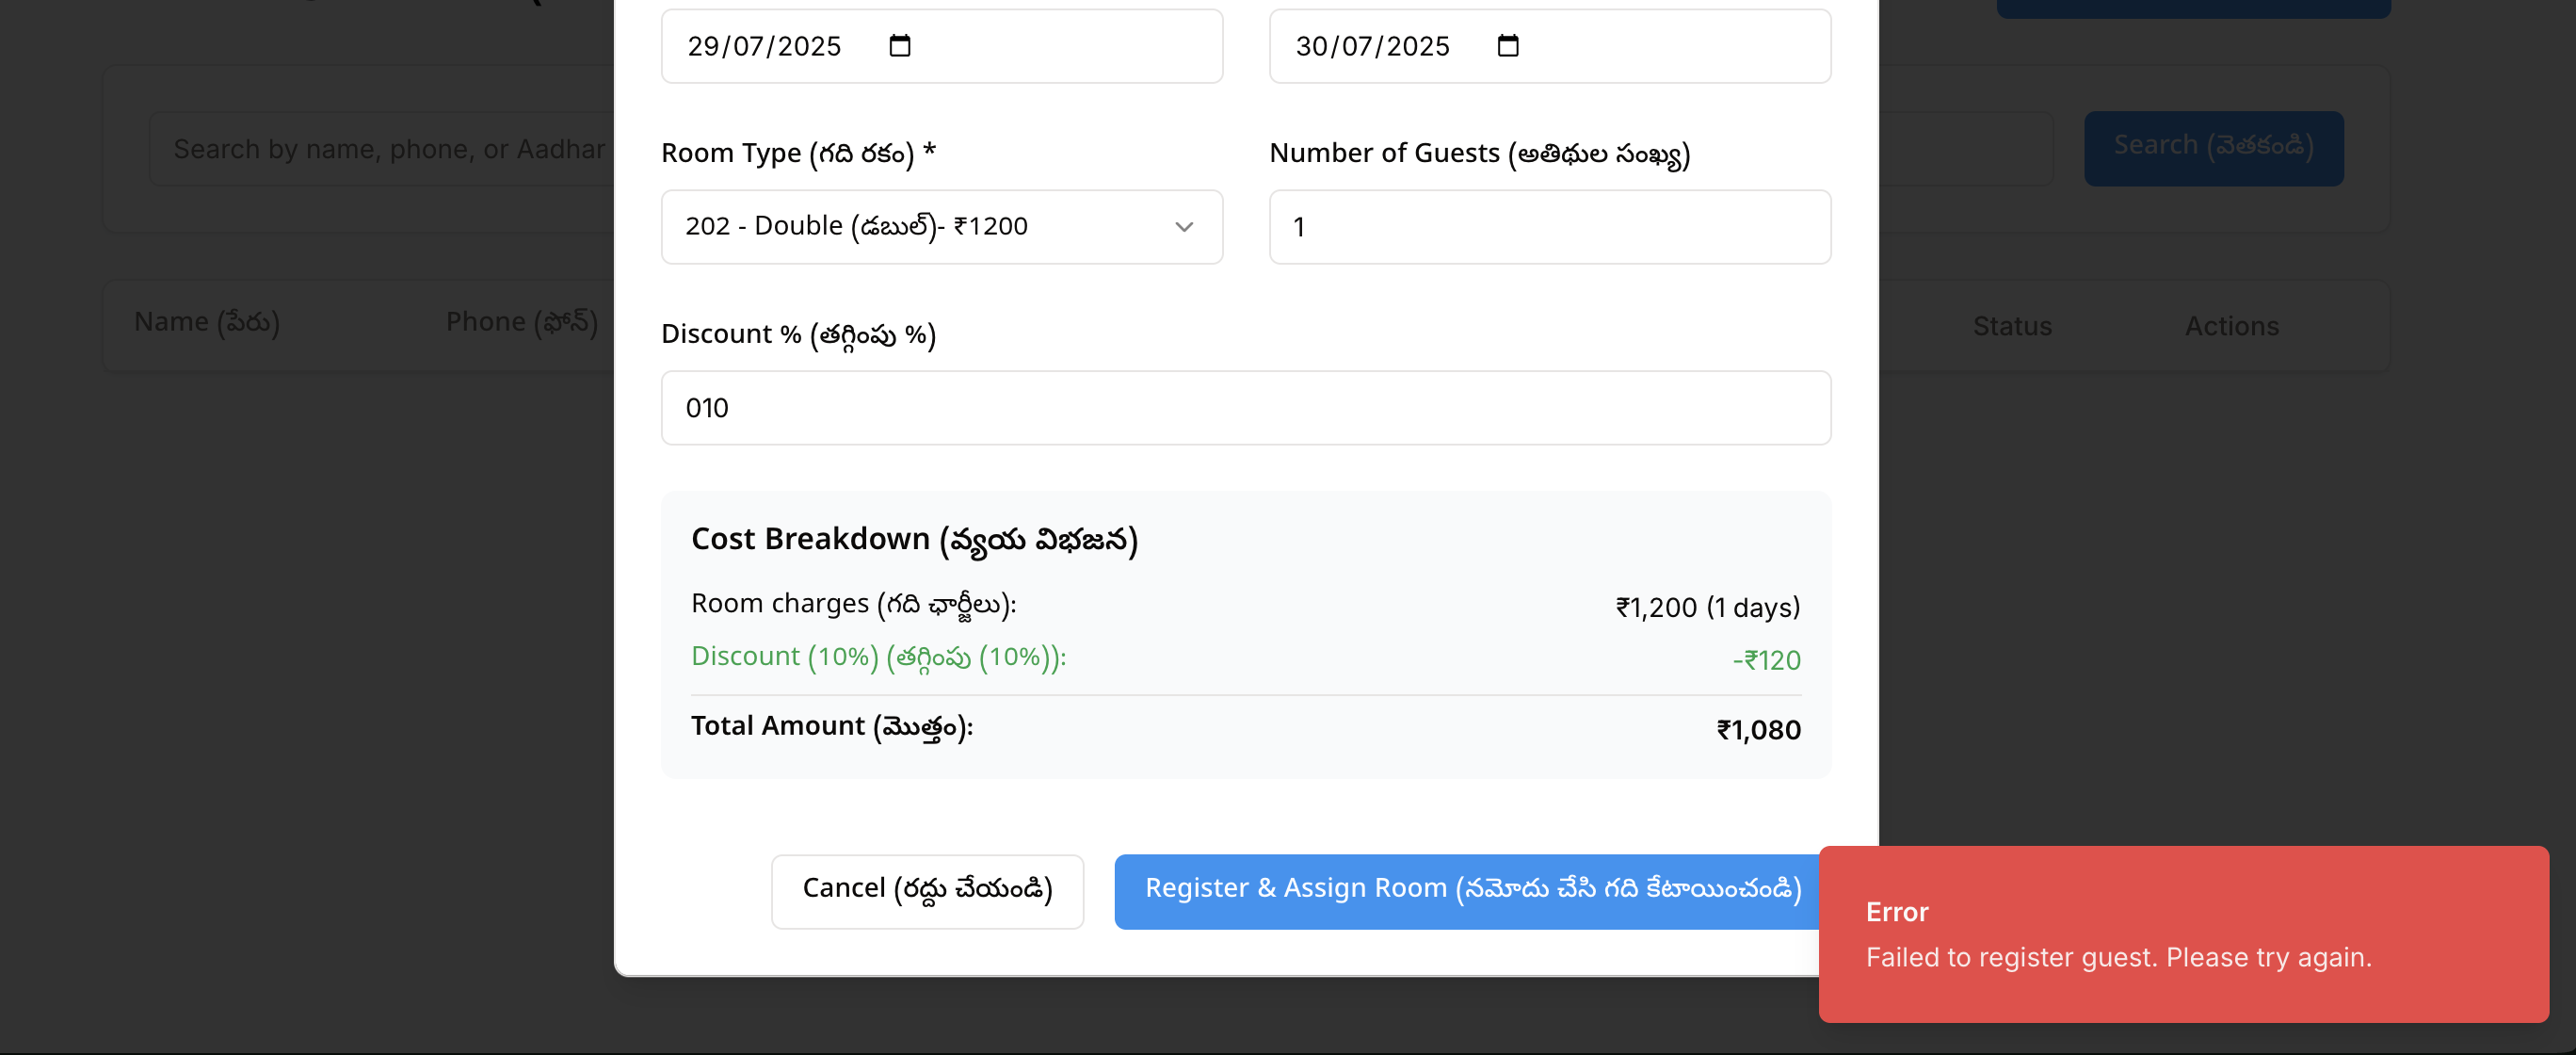 29/07/2025
30/07/2025
Search by name, phone, or Aadhar
Search (వెతకండి)
Room Type (గది రకం) *
Number of Guests (అతిథుల సంఖ్య)
202 - Double (డబుల్)- ₹1200
1
Name (పేరు)
Phone (ఫోన్)
Status
Actions
Discount % (తగ్గింపు %)
010
Cost Breakdown (వ్యయ విభజన)
Room charges (గది ఛార్జీలు):
₹1,200 (1 days)
Discount (10%) (తగ్గింపు (10%)):
-₹120
Total Amount (మొత్తం):
₹1,080
Cancel (రద్దు చేయండి)
Register & Assign Room (నమోదు చేసి గది కేటాయించండి)
Error
Failed to register guest. Please try again.